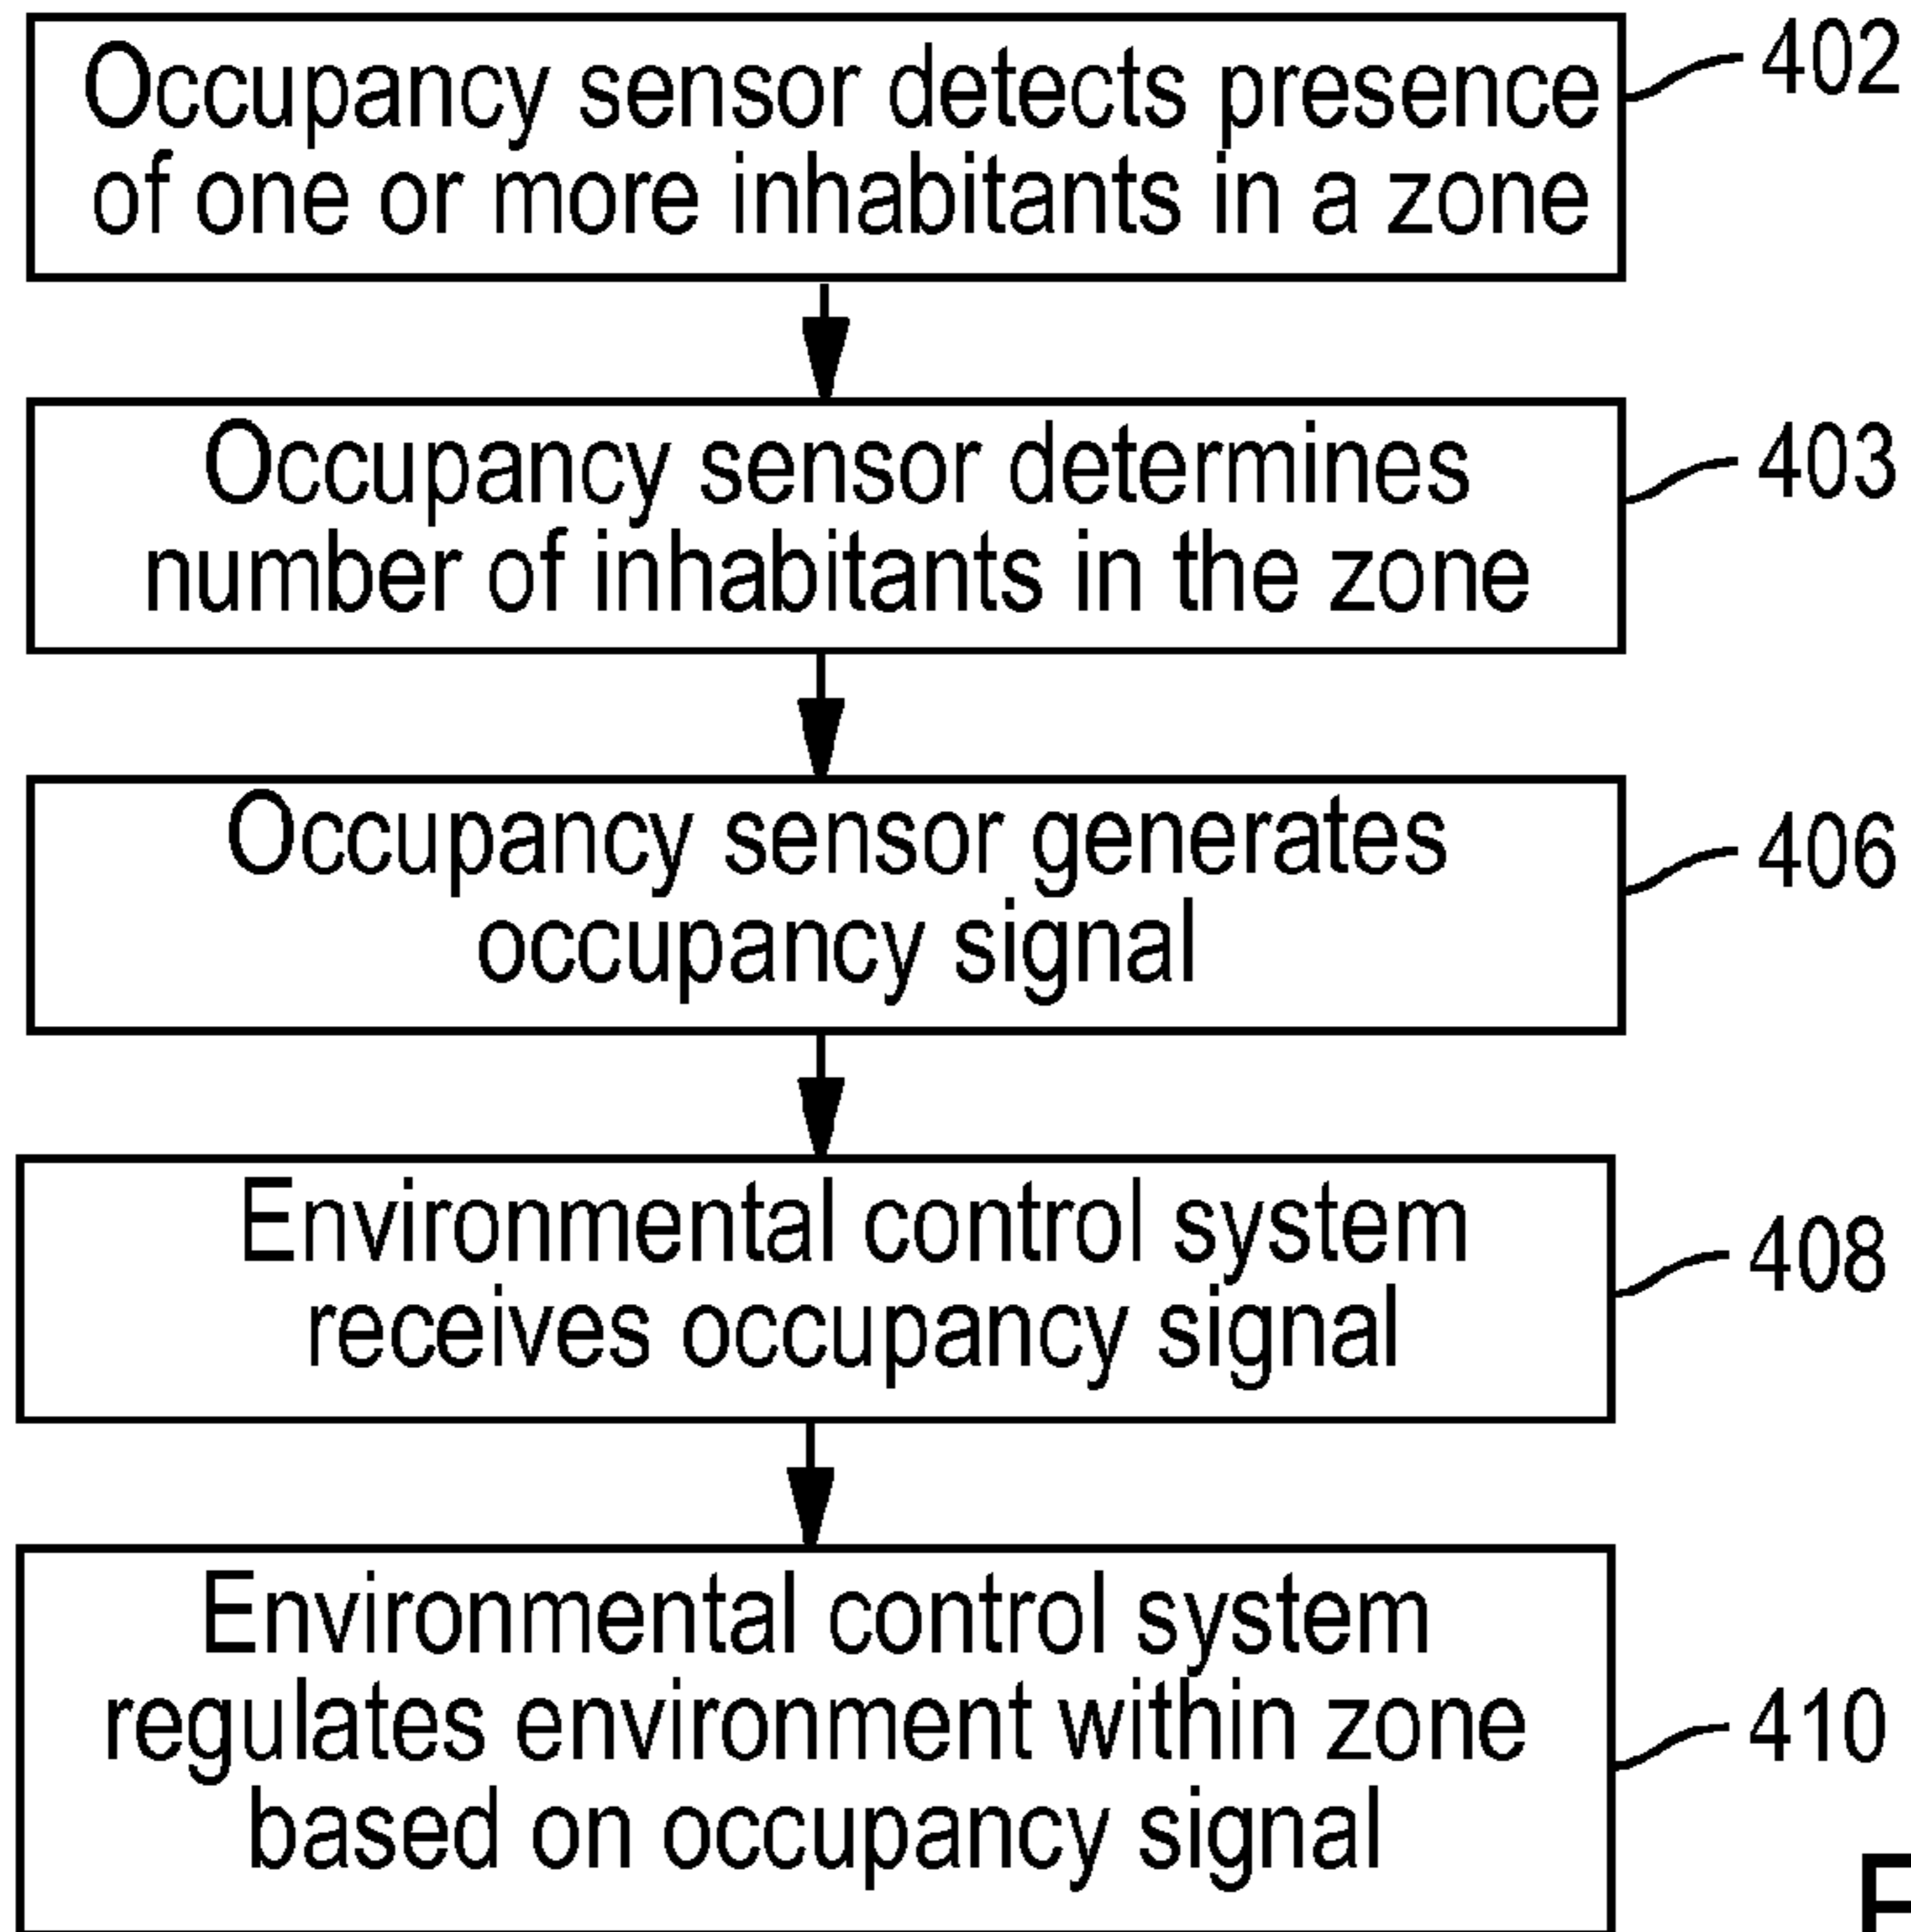 Occupancy sensor detects presence
of one or more inhabitants in a zone
402
Occupancy sensor determines
number of inhabitants in the zone
403
Occupancy sensor generates
occupancy signal
406
Environmental control system
receives occupancy signal
408
Environmental control system
regulates environment within zone
based on occupancy signal
410